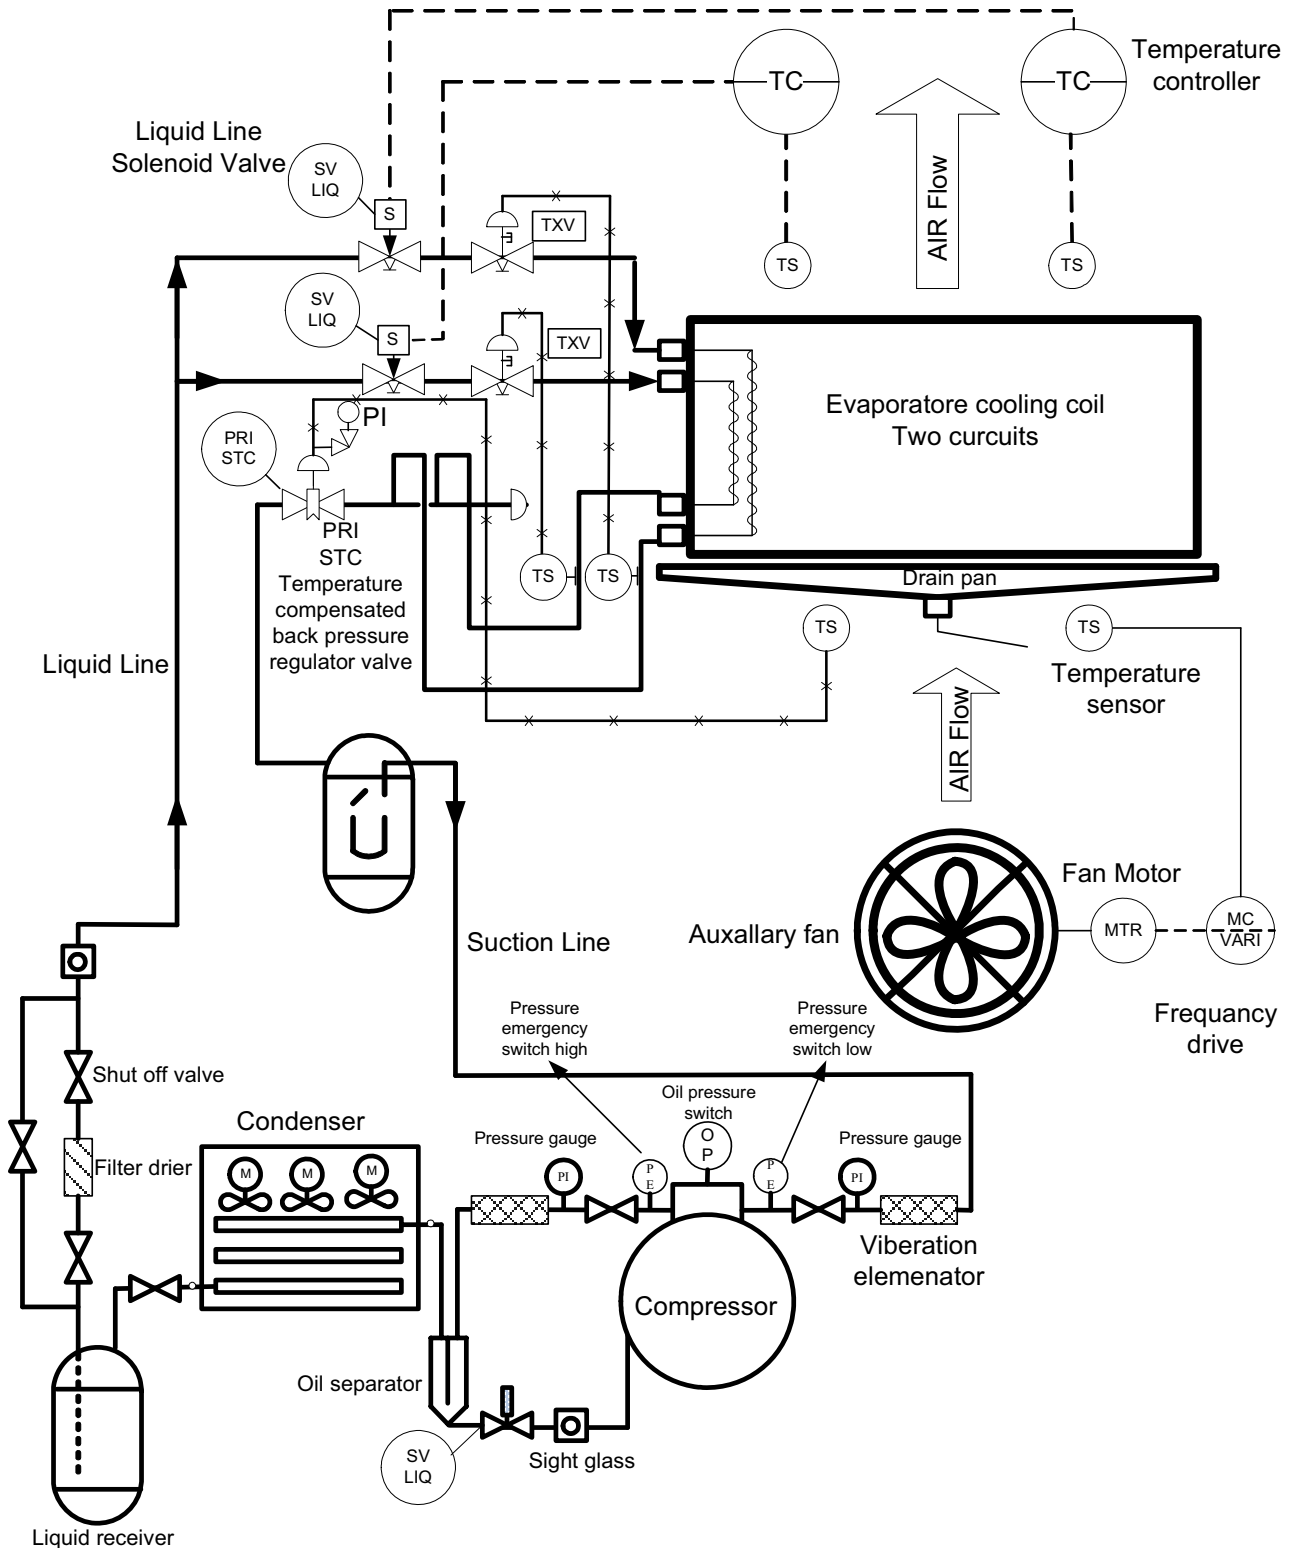 TC
TC
Temperature
controller
Liquid Line
Solenoid Valve
SV
LIQ
S
TXV
AIR Flow
TS
TS
SV
LIQ
S
TXV
Evaporatore cooling coil
Two curcuits
PI
PRI
STC
PRI
STC
Temperature
compensated
back pressure
regulator valve
TS
TS
Drain pan
TS
TS
Temperature
sensor
Liquid Line
AIR Flow
Fan Motor
Auxallary fan
MTR
MC
VARI
Suction Line
Frequancy
drive
Pressure
emergency
switch high
Pressure
emergency
switch low
Shut off valve
Oil pressure
switch
O
P
Condenser
Pressure gauge
Pressure gauge
Filter drier
M
M
M
PI
P
E
P
E
PI
Viberation
elemenator
Compressor
Oil separator
SV
LIQ
Sight glass
Liquid receiver